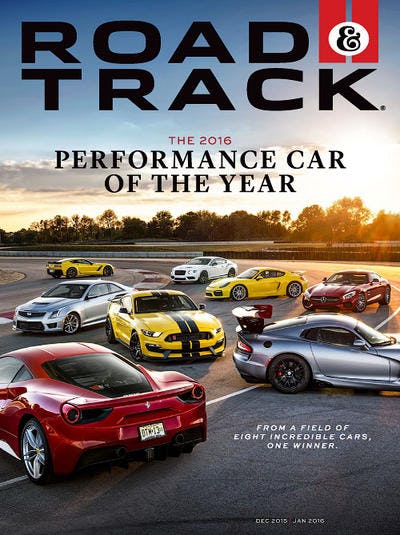 ROAD &
TRACK®
THE 2016
PERFORMANCE CAR
OF THE YEAR
FROM A FIELD OF
EIGHT INCREDIBLE CARS,
ONE WINNER.
DEC 2015 | JAN 2016